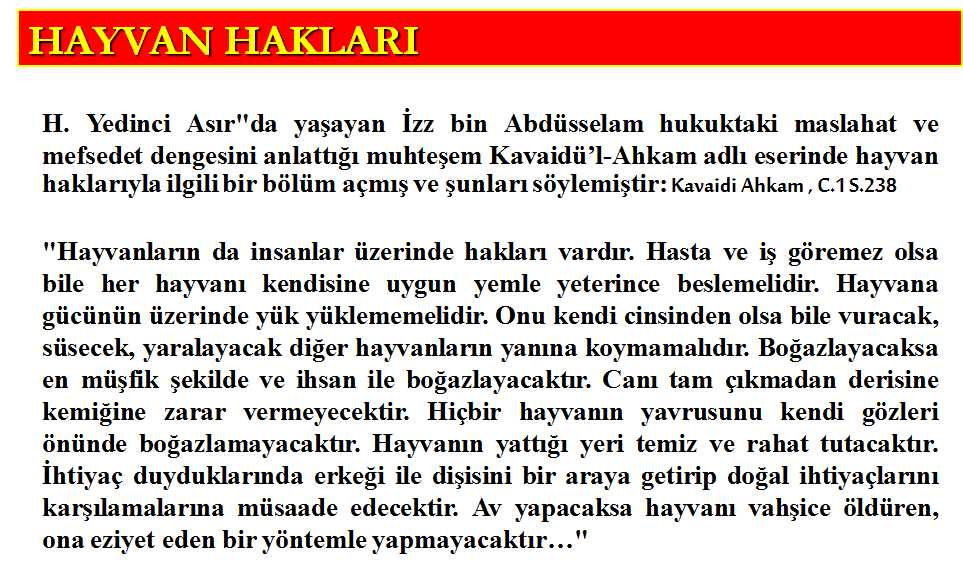 HAYVAN HAKLARI
H. Yedinci Asır"da yaşayan İzz bin Abdüsselam hukuktaki maslahat ve
mefsedet dengesini anlattığı muhteşem Kavaidü’l-Ahkam adlı eserinde hayvan
haklarıyla ilgili bir bölüm açmış ve şunları söylemiştir: Kavaidi Ahkam , C.1 S.238
"Hayvanların da insanlar üzerinde hakları vardır. Hasta ve iş göremez olsa
bile her hayvanı kendisine uygun yemle yeterince beslemelidir. Hayvana
gücünün üzerinde yük yüklememelidir. Onu kendi cinsinden olsa bile vuracak,
süsecek, yaralayacak diğer hayvanların yanına koymamalıdır. Boğazlayacaksa
en müşfik şekilde ve ihsan ile boğazlayacaktır. Canı tam çıkmadan derisine
kemiğine zarar vermeyecektir. Hiçbir hayvanın yavrusunu kendi gözleri
önünde boğazlamayacaktır. Hayvanın yattığı yeri temiz ve rahat tutacaktır.
İhtiyaç duyduklarında erkeği ile dişisini bir araya getirip doğal ihtiyaçlarını
karşılamalarına müsaade edecektir. Av yapacaksa hayvanı vahşice öldüren,
ona eziyet eden bir yöntemle yapmayacaktır…"